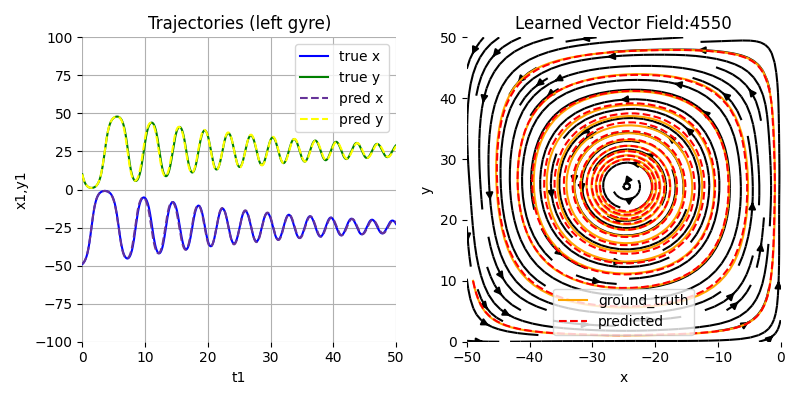 Trajectories (left gyre)
100
75
50
25
0
−25
−50
−75
−100
x1,y1
0
10
20
30
40
50
t1
true x
true y
pred x
pred y
Learned Vector Field:4550
50
40
30
20
10
0
y
−50
−40
−30
−20
−10
0
x
ground_truth
predicted